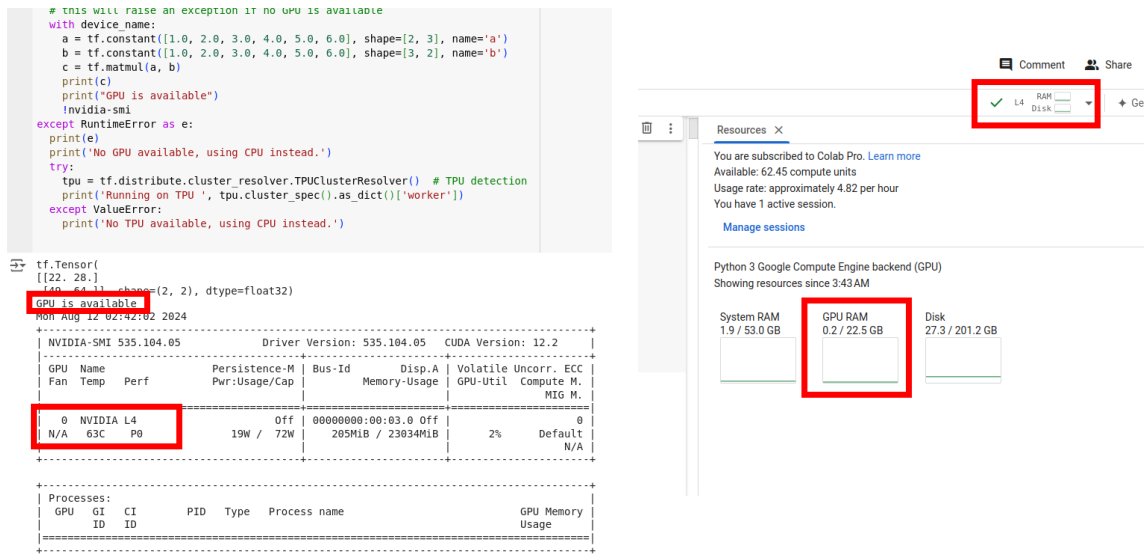 # this will raise an exception if no GPU is available
with device_name:
a = tf.constant([1.0, 2.0, 3.0, 4.0, 5.0, 6.0], shape=[2, 3], name='a')
b = tf.constant([1.0, 2.0, 3.0, 4.0, 5.0, 6.0], shape=[3, 2], name='b')
c = tf.matmul(a, b)
print(c)
print("GPU is available")
!nvidia-smi
except RuntimeError as e:
print(e)
print('No GPU available, using CPU instead.')
try:
tpu = tf.distribute.cluster_resolver.TPUClusterResolver()  # TPU detection
print('Running on TPU ', tpu.cluster_spec().as_dict()['worker'])
except ValueError:
print('No TPU available, using CPU instead.')
tf.Tensor(
[[22. 28.]
[49. 64.]], shape=(2, 2), dtype=float32)
GPU is available
Mon Aug 12 02:42:02 2024
NVIDIA-SMI 535.104.05 Driver Version: 535.104.05 CUDA Version: 12.2
GPU Name Persistence-M | Bus-Id Disp.A | Volatile Uncorr. ECC
Fan Temp Perf Pwr:Usage/Cap | Memory-Usage | GPU-Util Compute M.
MIG M.
0 NVIDIA L4 Off | 00000000:00:03.0 Off | 0
N/A 63C P0 19W / 72W | 205MiB / 23034MiB | 2% Default
N/A
Processes:
GPU GI CI PID Type Process name GPU Memory
ID ID Usage
Comment Share
L4 RAM
Disk
Ge
Resources
You are subscribed to Colab Pro. Learn more
Available: 62.45 compute units
Usage rate: approximately 4.82 per hour
You have 1 active session.
Manage sessions
Python 3 Google Compute Engine backend (GPU)
Showing resources since 3:43 AM
System RAM
1.9 / 53.0 GB
GPU RAM
0.2 / 22.5 GB
Disk
27.3 / 201.2 GB